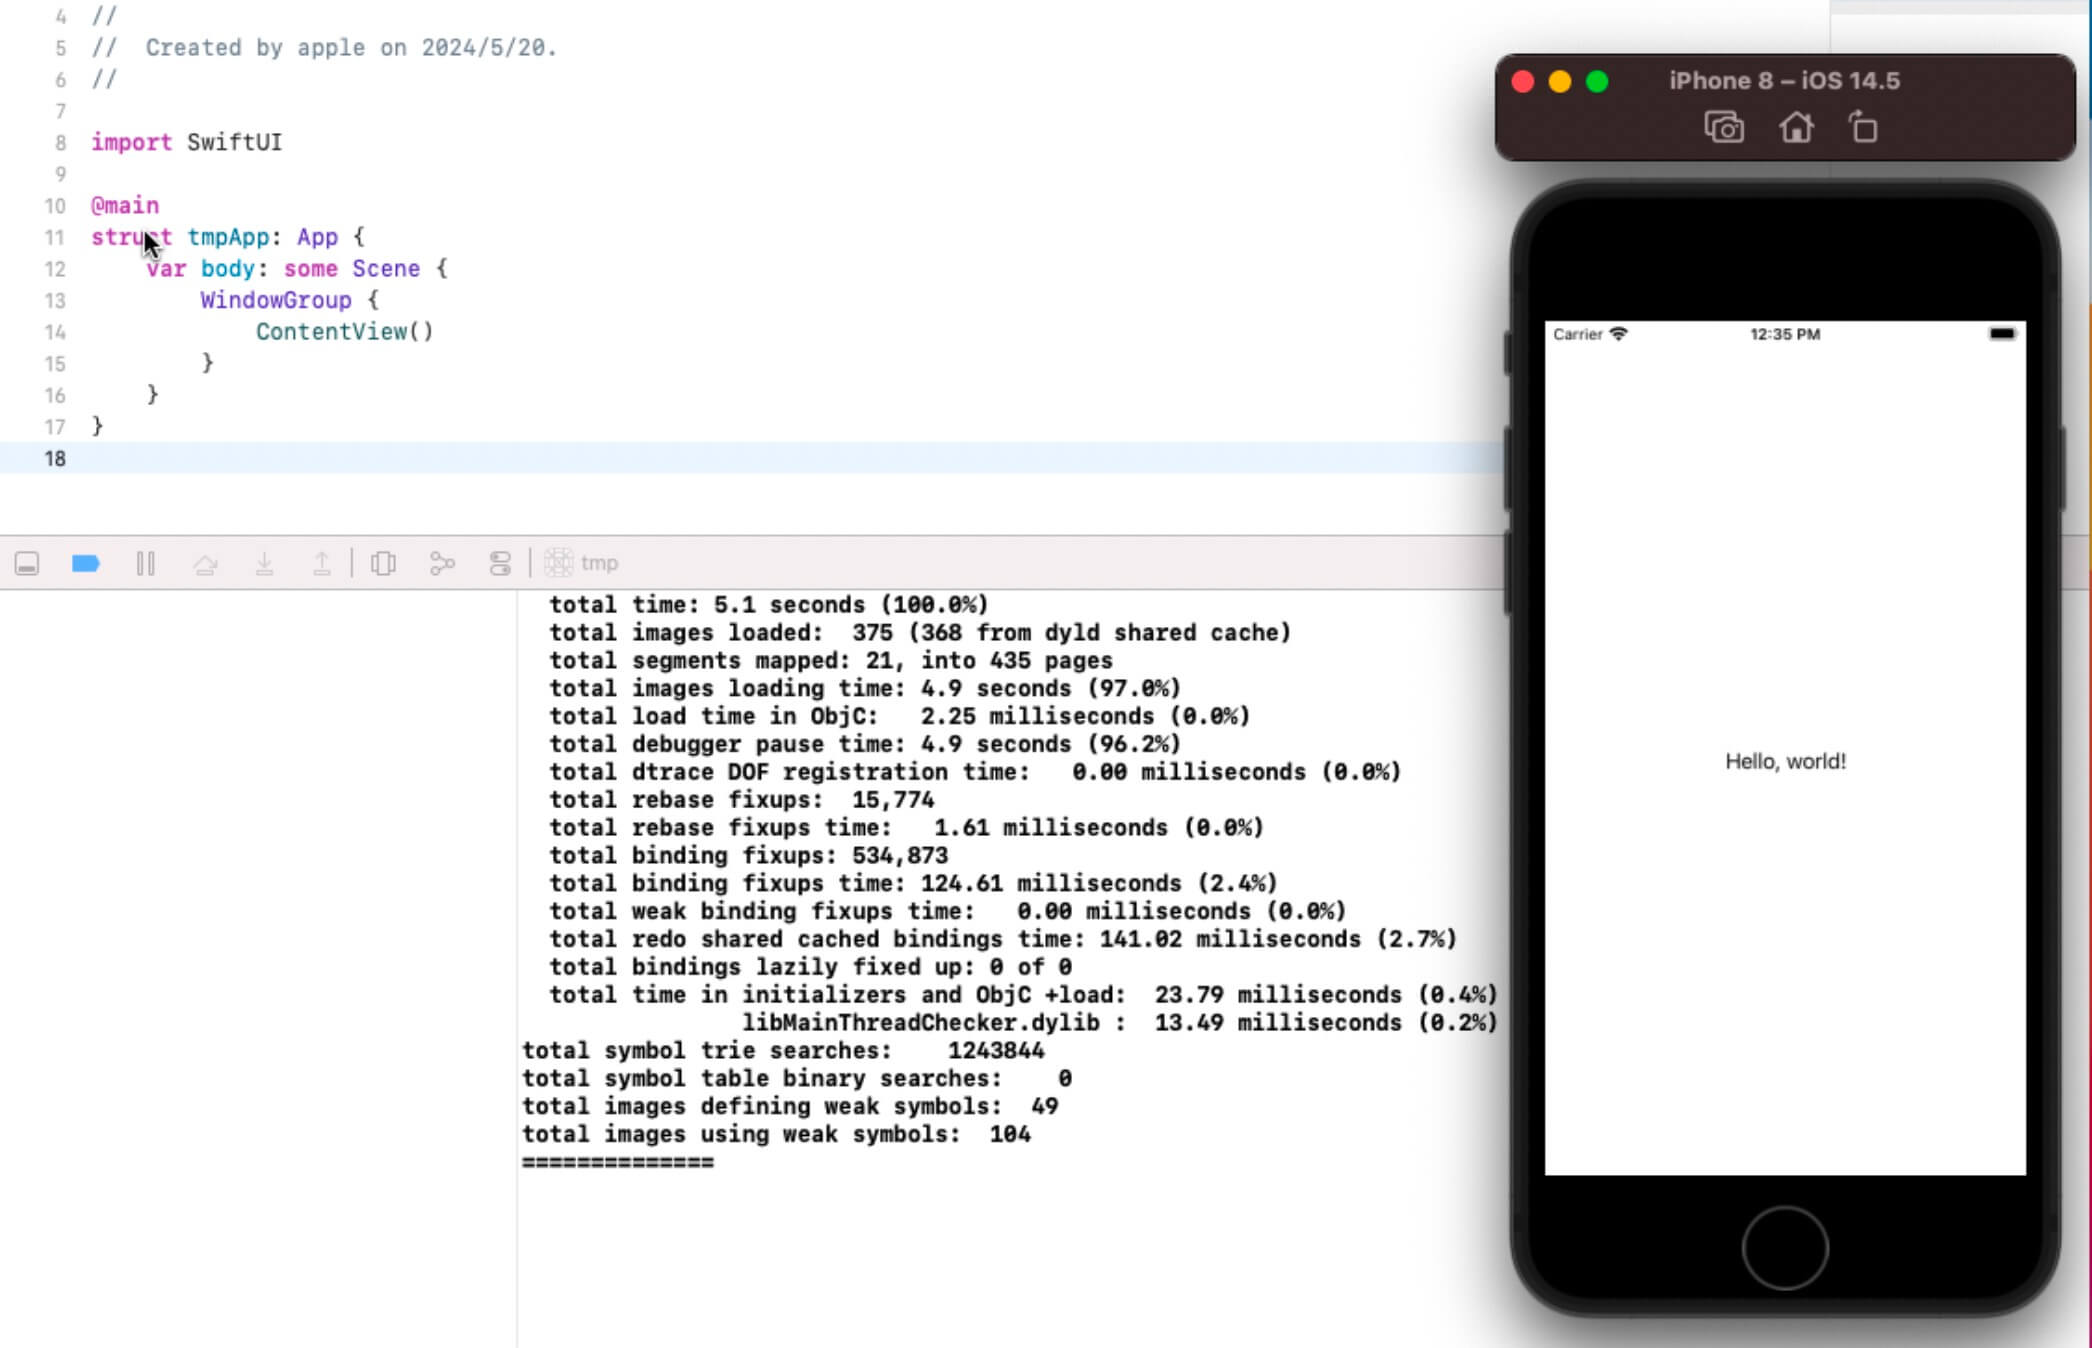 4 //
5 //  Created by apple on 2024/5/20.
6 //
7
8 import SwiftUI
9
10 @main
11 struct tmpApp: App {
12     var body: some Scene {
13         WindowGroup {
14             ContentView()
15         }
16     }
17 }
18
tmp
total time: 5.1 seconds (100.0%)
total images loaded:  375 (368 from dyld shared cache)
total segments mapped: 21, into 435 pages
total images loading time: 4.9 seconds (97.0%)
total load time in ObjC:   2.25 milliseconds (0.0%)
total debugger pause time: 4.9 seconds (96.2%)
total dtrace DOF registration time:   0.00 milliseconds (0.0%)
total rebase fixups:  15,774
total rebase fixups time:   1.61 milliseconds (0.0%)
total binding fixups: 534,873
total binding fixups time: 124.61 milliseconds (2.4%)
total weak binding fixups time:   0.00 milliseconds (0.0%)
total redo shared cached bindings time: 141.02 milliseconds (2.7%)
total bindings lazily fixed up: 0 of 0
total time in initializers and ObjC +load:  23.79 milliseconds (0.4%)
libMainThreadChecker.dylib :  13.49 milliseconds (0.2%)
total symbol trie searches:    1243844
total symbol table binary searches:    0
total images defining weak symbols:  49
total images using weak symbols:  104
==============
iPhone 8 – iOS 14.5
Carrier 12:35 PM
Hello, world!